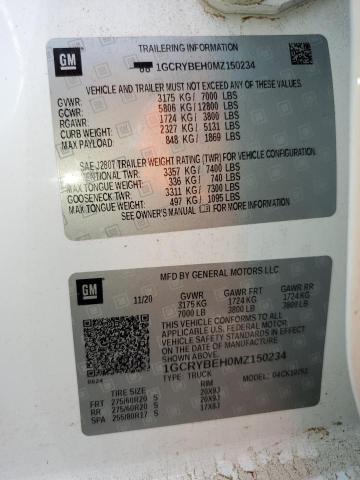 GM
TRAILERING INFORMATION
1GCRYBEH0MZ150234
VEHICLE AND TRAILER MUST NOT EXCEED ANY OF THESE WEIGHTS
GVWR: 3175 KG/ 7000 LBS
GCWR: 5806 KG/12800 LBS
RGAWR: 1724 KG/ 3800 LBS
CURB WEIGHT: 2327 KG/ 5131 LBS
MAX PAYLOAD: 848 KG/ 1869 LBS
SAE J2807 TRAILER WEIGHT RATING (TWR) FOR VEHICLE CONFIGURATION.
CONVENTIONAL TWR: 3357 KG/ 7400 LBS
MAX TONGUE WEIGHT: 336 KG/ 740 LBS
GOOSENECK TWR: 3311 KG/ 7300 LBS
MAX TONGUE WEIGHT: 497 KG/ 1095 LBS
SEE OWNER'S MANUAL FOR ADDITIONAL INFORMATION
GM
MFD BY GENERAL MOTORS LLC
11/20 GVWR GAWR FRT GAWR RR
3175 KG 1724 KG 1724 KG
7000 LB 3800 LB 3800 LB
THIS VEHICLE CONFORMS TO ALL APPLICABLE
U.S. FEDERAL MOTOR VEHICLE SAFETY
STANDARDS IN EFFECT ON THE DATE OF
MANUFACTURE SHOWN ABOVE.
1GCRYBEH0MZ150234
TYPE: TRUCK
TIRE SIZE RIM
FRT 275/60R20 S 20X9J
RR 275/60R20 S 20X9J
SPA 255/80R17 S 17X8J